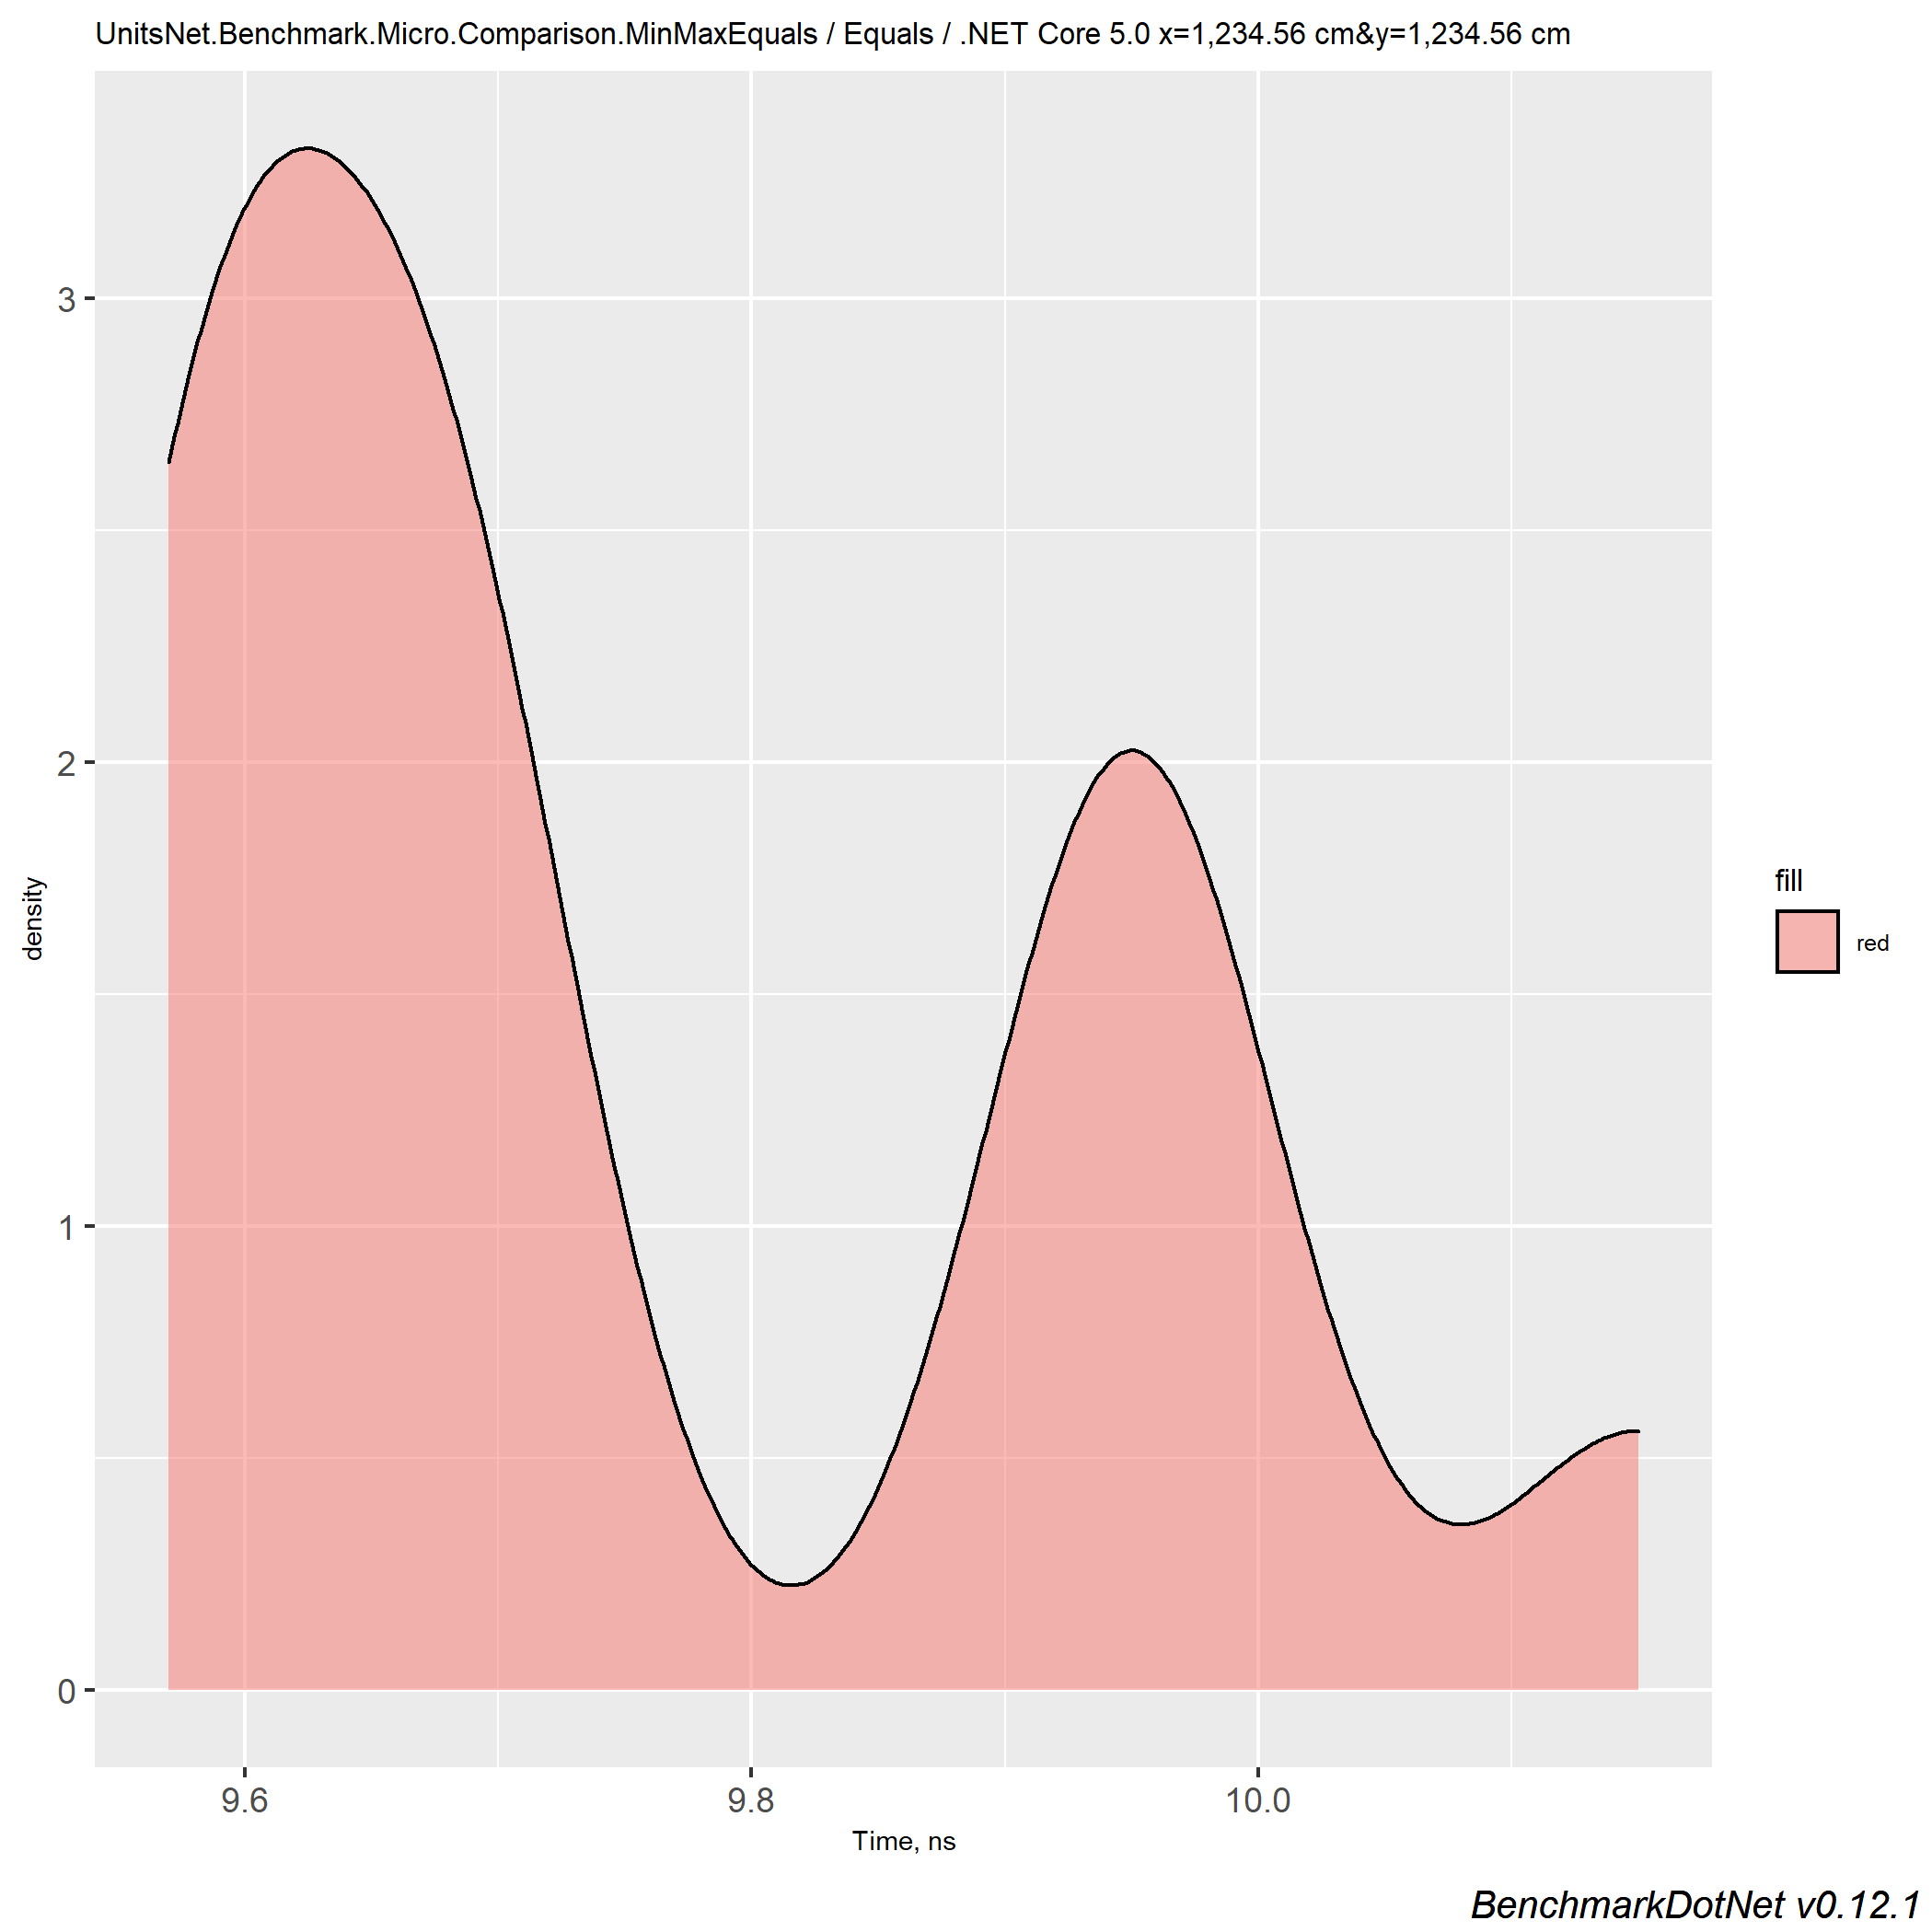 UnitsNet.Benchmark.Micro.Comparison.MinMaxEquals / Equals / .NET Core 5.0 x=1,234.56 cm&y=1,234.56 cm
3
2
1
0
density
9.6 9.8 10.0
Time, ns
fill
red
BenchmarkDotNet v0.12.1